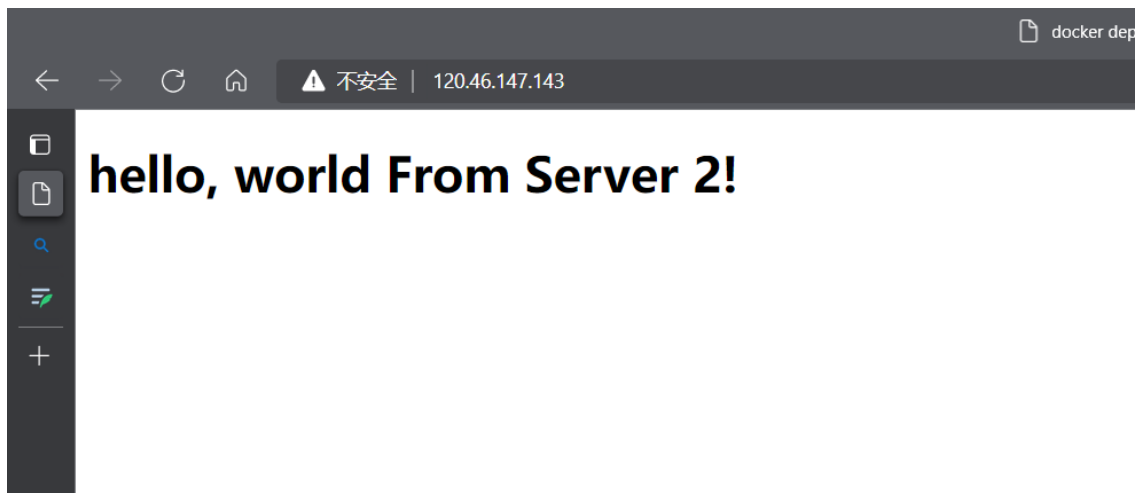 docker dep
不安全 120.46.147.143
hello, world From Server 2!